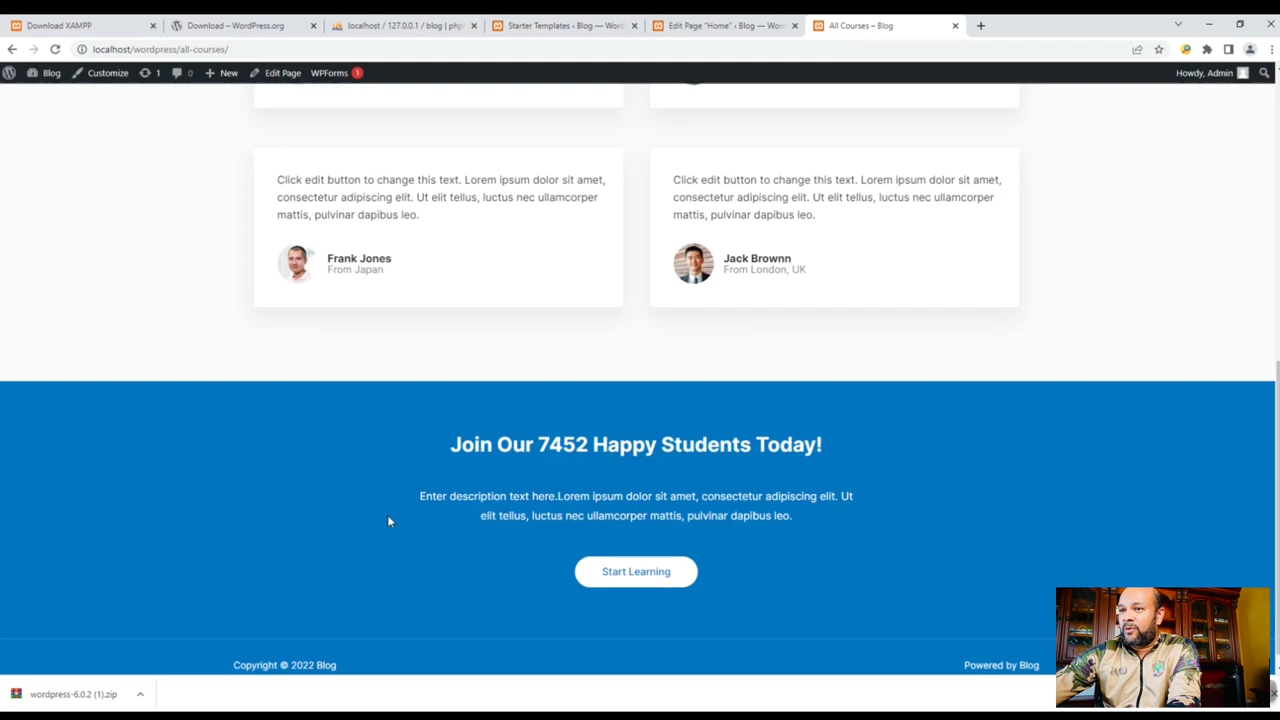 Download XAMPP
Download – WordPress.org
localhost / 127.0.0.1 / blog | php
Starter Templates ‹ Blog — Word
Edit Page "Home" ‹ Blog — Word
All Courses – Blog
localhost/wordpress/all-courses/
Blog
Customize
1
0
New
Edit Page
WPForms 1
Howdy, Admin
Click edit button to change this text. Lorem ipsum dolor sit amet,
consectetur adipiscing elit. Ut elit tellus, luctus nec ullamcorper
mattis, pulvinar dapibus leo.
Frank Jones
From Japan
Click edit button to change this text. Lorem ipsum dolor sit amet,
consectetur adipiscing elit. Ut elit tellus, luctus nec ullamcorper
mattis, pulvinar dapibus leo.
Jack Brownn
From London, UK
Join Our 7452 Happy Students Today!
Enter description text here.Lorem ipsum dolor sit amet, consectetur adipiscing elit. Ut
elit tellus, luctus nec ullamcorper mattis, pulvinar dapibus leo.
Start Learning
Copyright © 2022 Blog
Powered by Blog
wordpress-6.0.2 (1).zip